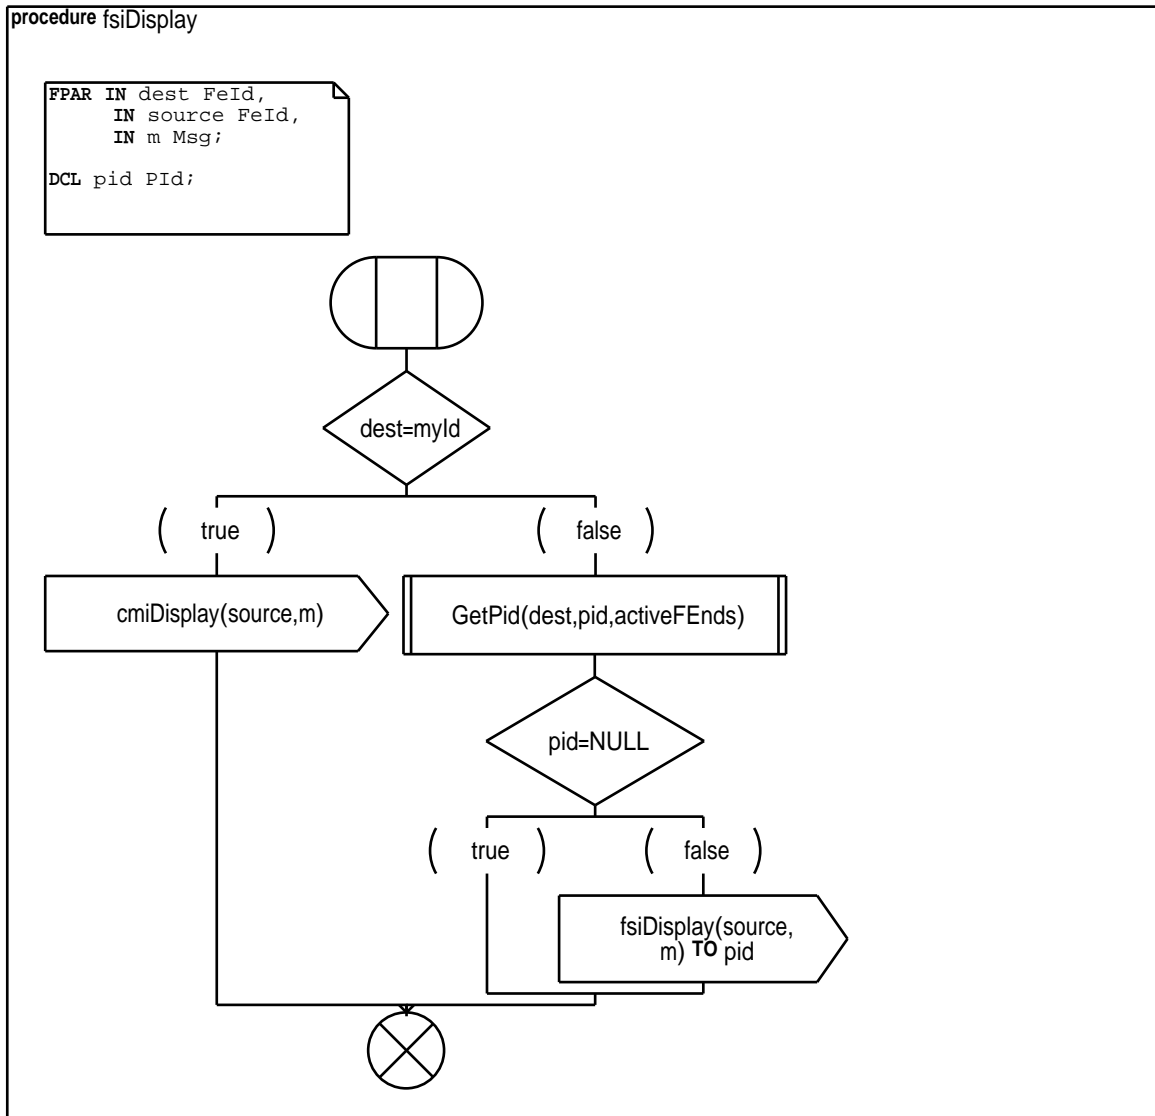 procedure fsiDisplay
FPAR IN dest FeId,
IN source FeId,
IN m Msg;
DCL pid PId;
dest=myId
( true )
( false )
cmiDisplay(source,m)
GetPid(dest,pid,activeFEnds)
pid=NULL
( true )
( false )
fsiDisplay(source,
m) TO pid